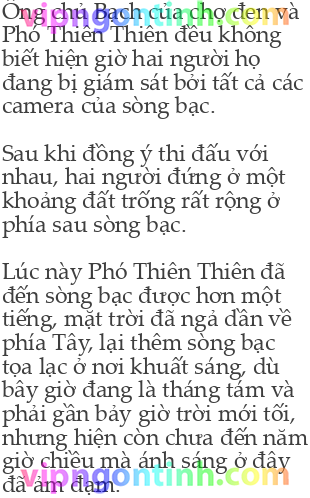 Ông chủ Bạch của chợ đen và
vipngontinh.com
Phó Thiên Thiên đều không
biết hiện giờ hai người họ
đang bị giám sát bởi tất cả các
camera của sòng bạc.
Sau khi đồng ý thi đấu với
nhau, hai người đứng ở một
khoảng đất trống rất rộng ở
phía sau sòng bạc.
Lúc này Phó Thiên Thiên đã
đến sòng bạc được hơn một
tiếng, mặt trời đã ngả dần về
phía Tây, lại thêm sòng bạc
tọa lạc ở nơi khuất sáng, dù
bây giờ đang là tháng tám và
phải gần bảy giờ trời mới tối,
nhưng hiện còn chưa đến năm
giờ chiều mà ánh sáng ở đây
đã ảm đạm.
vipngontinh.com